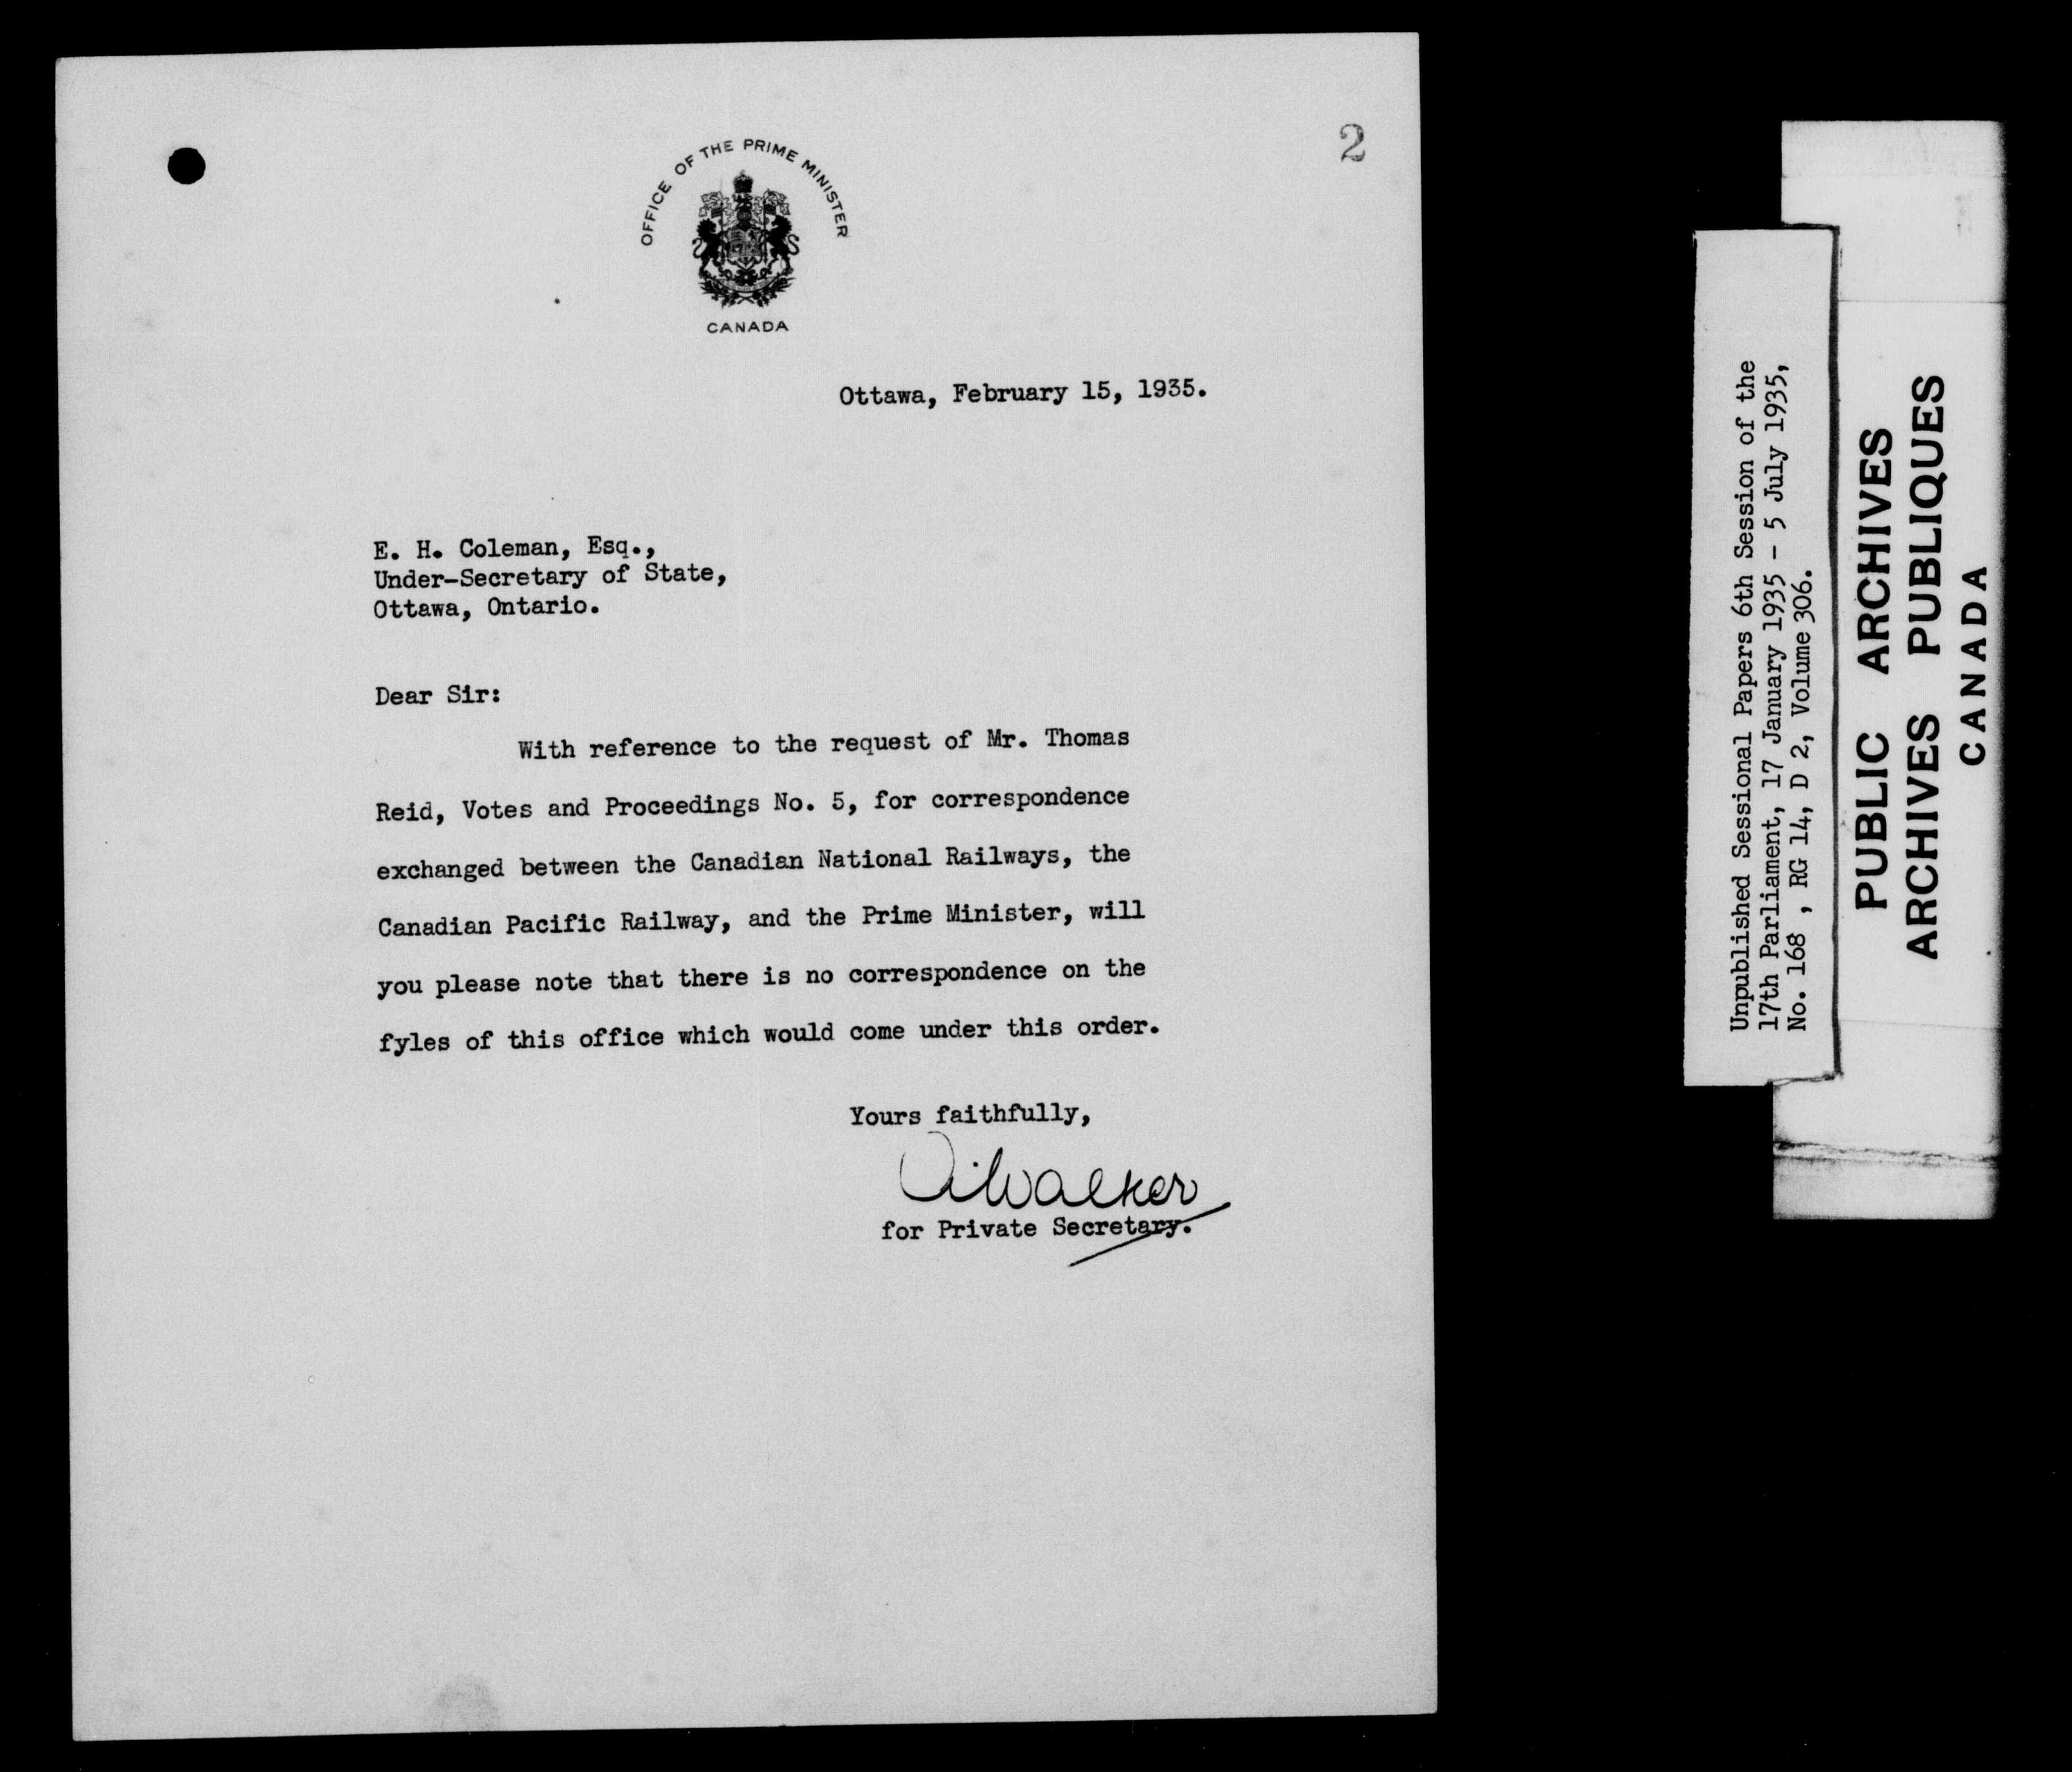 2
OFFICE OF THE PRIME MINISTER
CANADA
Ottawa, February 15, 1935.
E. H. Coleman, Esq.,
Under-Secretary of State,
Ottawa, Ontario.
Dear Sir:
With reference to the request of Mr. Thomas
Reid, Votes and Proceedings No. 5, for correspondence
exchanged between the Canadian National Railways, the
Canadian Pacific Railway, and the Prime Minister, will
you please note that there is no correspondence on the
fyles of this office which would come under this order.
Yours faithfully,
Walker
for Private Secretary.
Unpublished Sessional Papers 6th Session of the
17th Parliament, 17 January 1935 - 5 July 1935,
No. 168 , RG 14, D 2, Volume 306.
PUBLIC ARCHIVES
ARCHIVES PUBLIQUES
CANADA